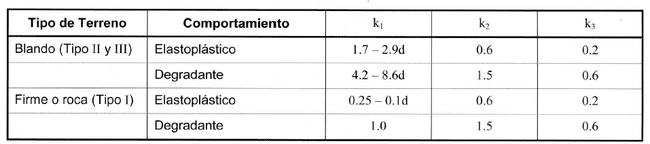 Tipo de Terreno Comportamiento k₁ k₂ k₃
Blando (Tipo II y III) Elastoplástico 1.7 – 2.9d 0.6 0.2
Degradante 4.2 – 8.6d 1.5 0.6
Firme o roca (Tipo I) Elastoplástico 0.25 – 0.1d 0.6 0.2
Degradante 1.0 1.5 0.6